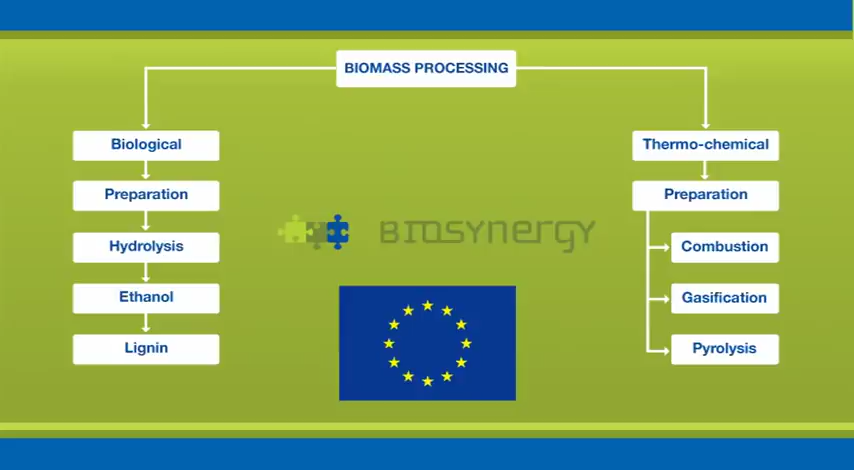 BIOMASS PROCESSING
Biological
Thermo-chemical
Preparation
Preparation
Hydrolysis
BIOSYNERGY
Combustion
Ethanol
Gasification
Lignin
Pyrolysis